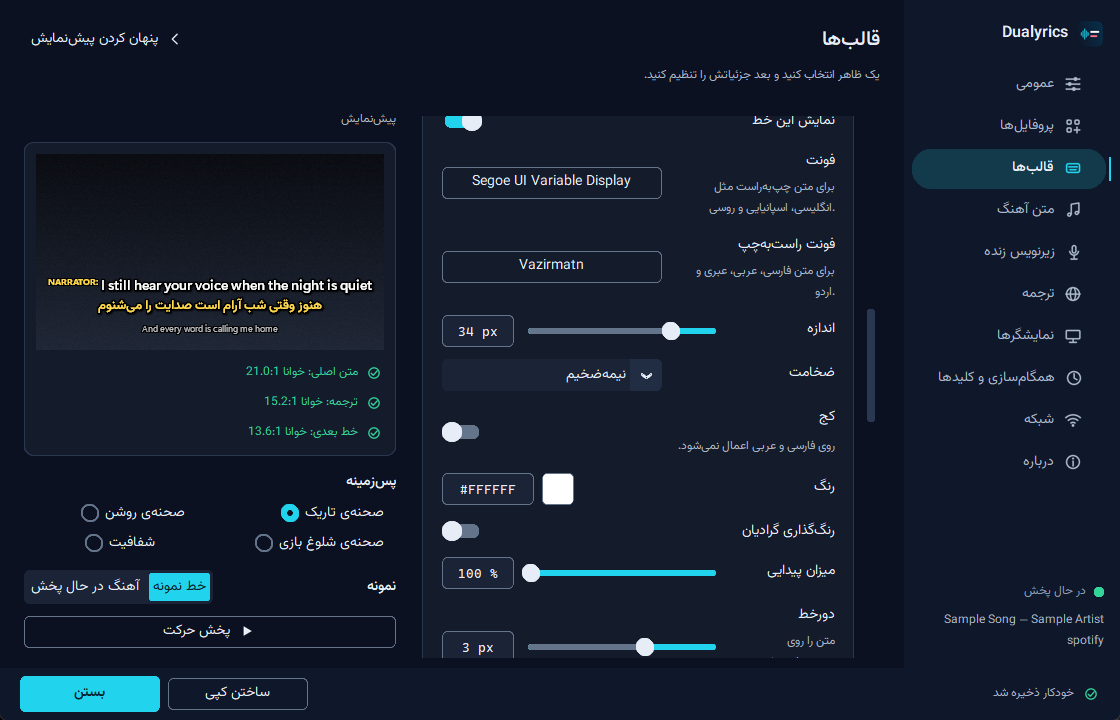 Dualyrics
عمومی
پروفایل‌ها
قالب‌ها
متن آهنگ
زیرنویس زنده
ترجمه
نمایشگرها
همگام‌سازی و کلیدها
شبکه
درباره
در حال پخش
Sample Song — Sample Artist
spotify
خودکار ذخیره شد
قالب‌ها
یک ظاهر انتخاب کنید و بعد جزئیاتش را تنظیم کنید.
پنهان کردن پیش‌نمایش
نمایش این خط
فونت
برای متن چپ‌به‌راست مثل
انگلیسی، اسپانیایی و روسی.
Segoe UI Variable Display
فونت راست‌به‌چپ
برای متن فارسی، عربی، عبری و
اردو.
Vazirmatn
اندازه
34 px
ضخامت
نیمه‌ضخیم
کج
روی فارسی و عربی اعمال نمی‌شود.
رنگ
#FFFFFF
رنگ‌گذاری گرادیان
میزان پیدایی
100 %
دورخط
متن را روی
3 px
پیش‌نمایش
NARRATOR: I still hear your voice when the night is quiet
هنوز وقتی شب آرام است صدایت را می‌شنوم
And every word is calling me home
متن اصلی: خوانا 21.0:1
ترجمه: خوانا 15.2:1
خط بعدی: خوانا 13.6:1
پس‌زمینه
صحنه‌ی تاریک
صحنه‌ی روشن
صحنه‌ی شلوغ بازی
شفافیت
نمونه
خط نمونه
آهنگ در حال پخش
پخش حرکت
ساختن کپی
بستن